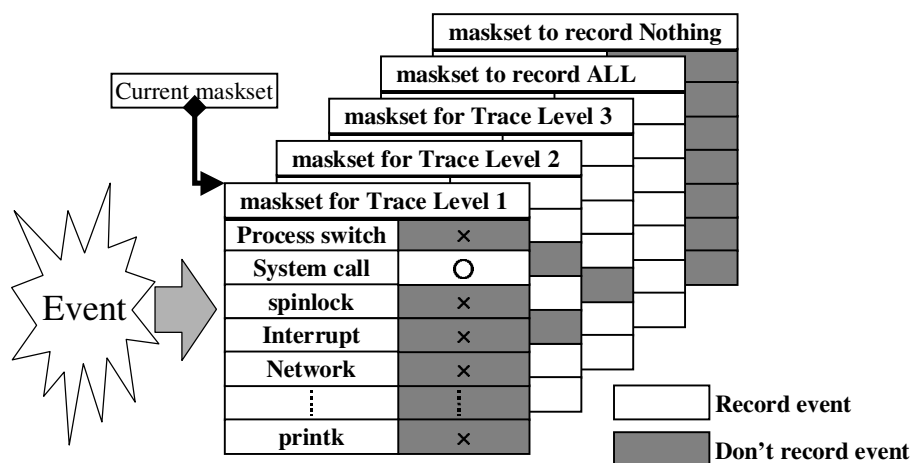 maskset to record Nothing
maskset to record ALL
Current maskset
maskset for Trace Level 3
maskset for Trace Level 2
maskset for Trace Level 1
Process switch ×
System call ○
spinlock ×
Event
Interrupt ×
Network ×
printk ×
Record event
Don't record event